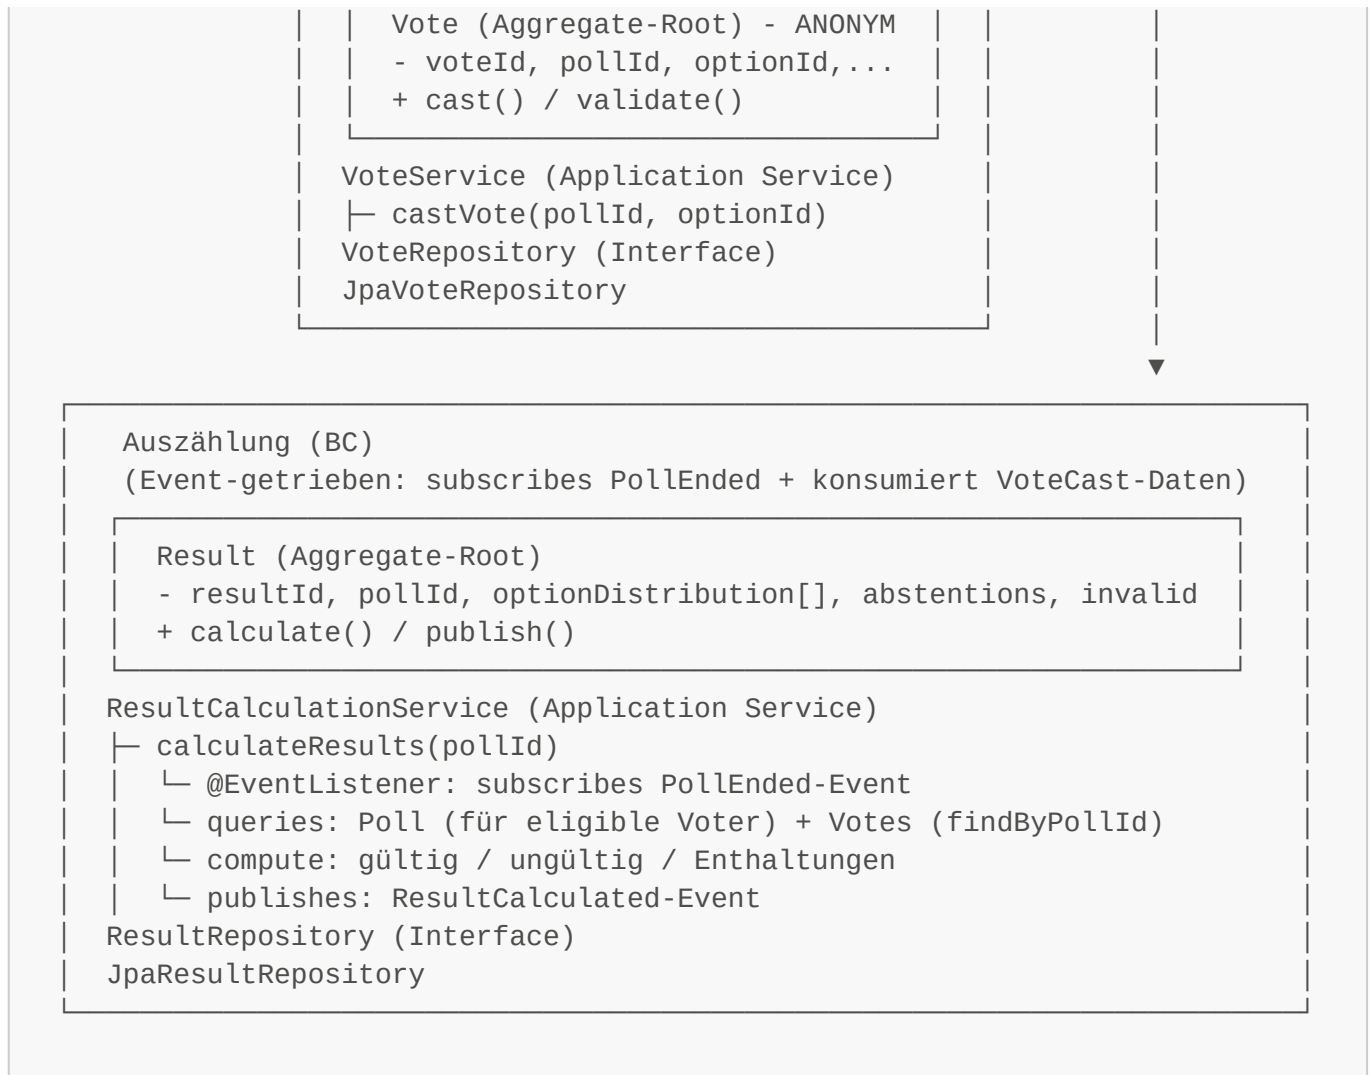 Vote (Aggregate-Root) - ANONYM
- voteId, pollId, optionId,...
+ cast() / validate()
VoteService (Application Service)
├─ castVote(pollId, optionId)
VoteRepository (Interface)
JpaVoteRepository
▼
Auszählung (BC)
(Event-getrieben: subscribes PollEnded + konsumiert VoteCast-Daten)
Result (Aggregate-Root)
- resultId, pollId, optionDistribution[], abstentions, invalid
+ calculate() / publish()
ResultCalculationService (Application Service)
├─ calculateResults(pollId)
│  └─ @EventListener: subscribes PollEnded-Event
│  └─ queries: Poll (für eligible Voter) + Votes (findByPollId)
│  └─ compute: gültig / ungültig / Enthaltungen
│  └─ publishes: ResultCalculated-Event
ResultRepository (Interface)
JpaResultRepository